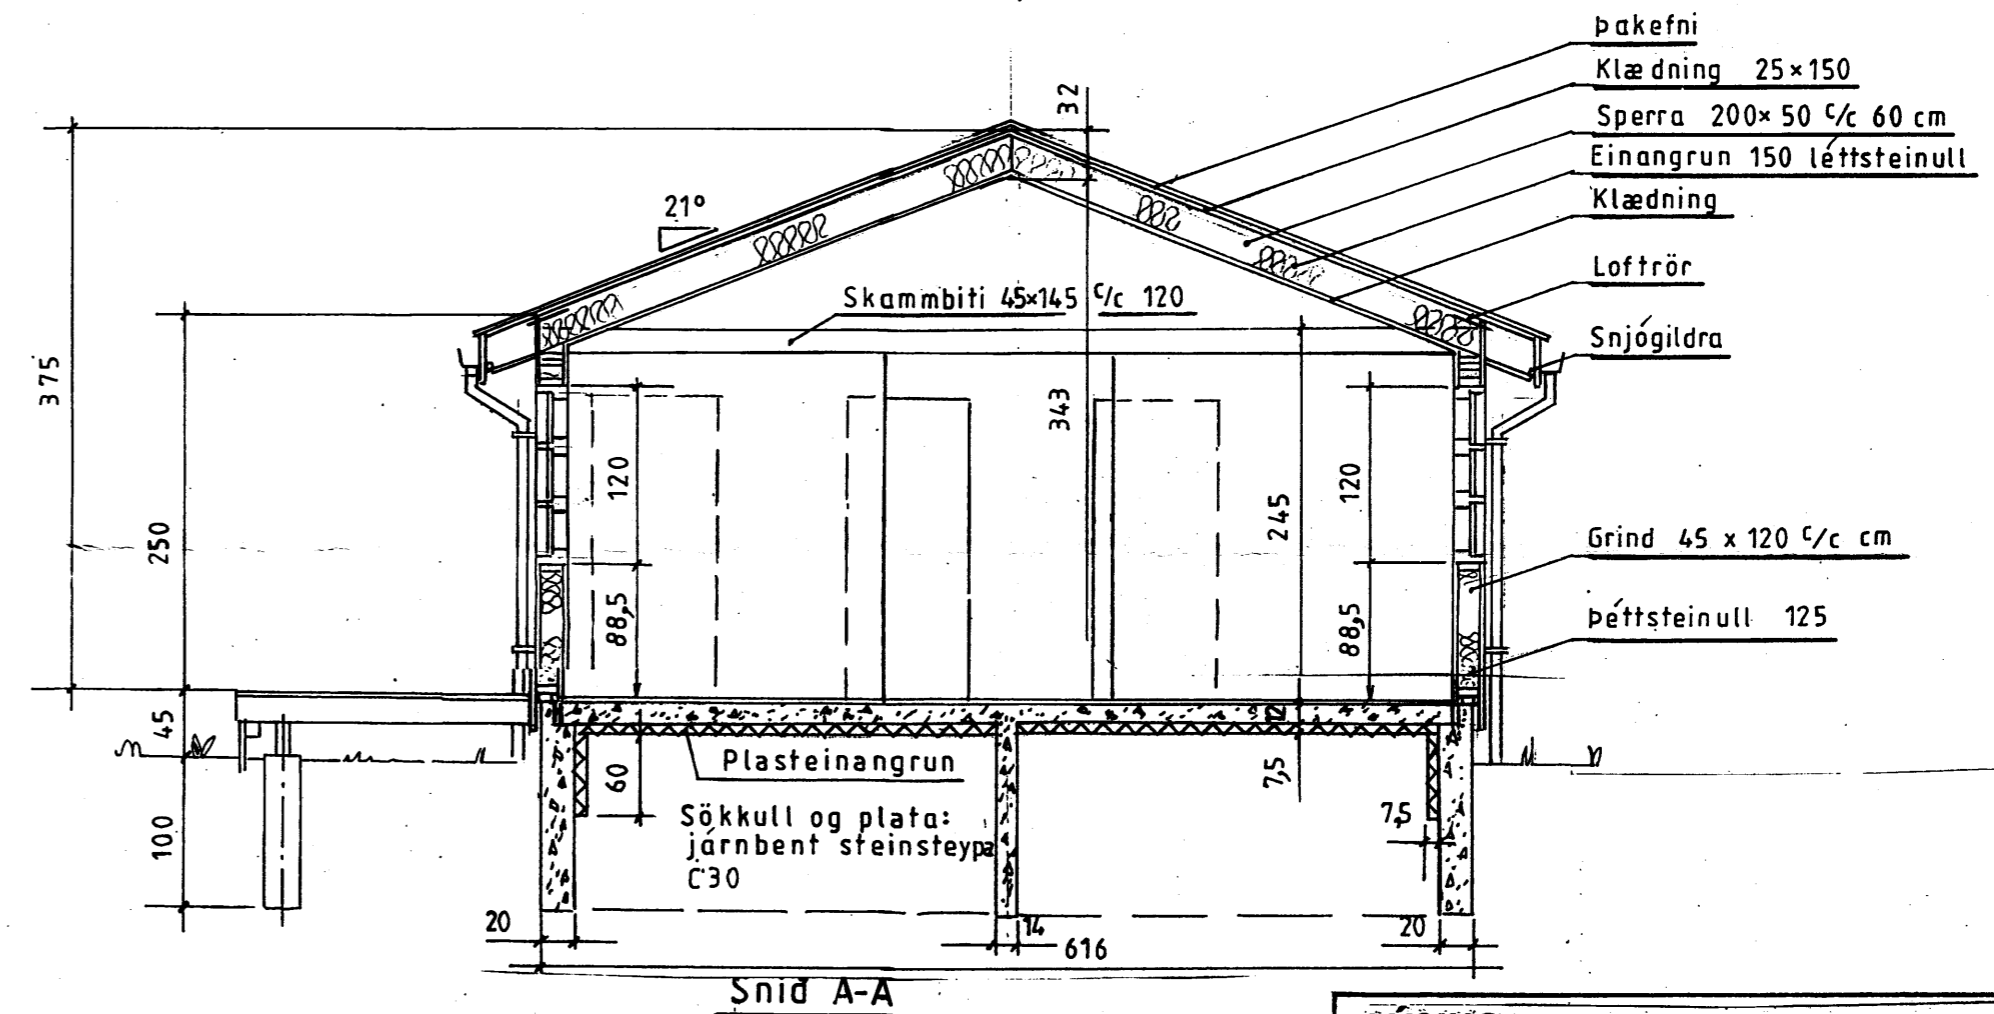 þakefni
Klædning 25×150
Sperra 200×50 c/c 60 cm
Einangrun 150 léttsteinull
Klædning
Loftrör
Snjógildra
Grind 45 x 120 c/c cm
þéttsteinull 125
32
21°
Skammbiti 45×145 c/c 120
375
250
343
120
120
245
88,5
88,5
45
12
Plasteinangrun
60
7,5
7,5
Sökkull og plata:
járnbent steinsteypa
C30
100
20
14
20
616
Snið A-A